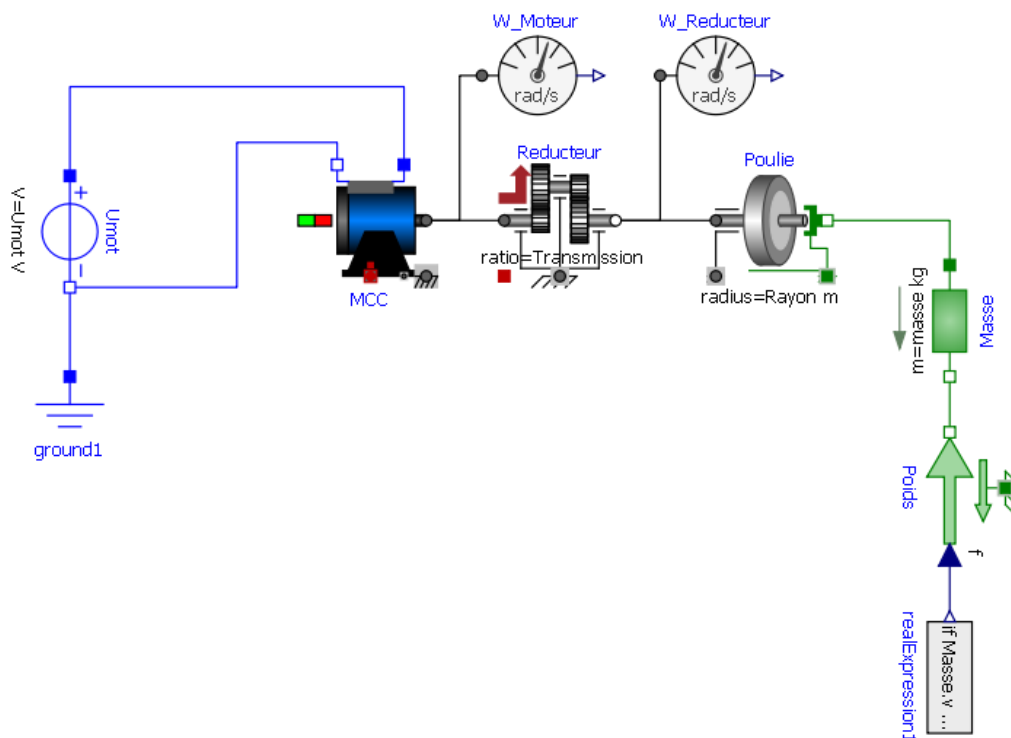 W_Moteur
W_Reducteur
rad/s
rad/s
Reducteur
Poulie
+
Umot
V=Umot V
−
MCC
ratio=Transmission
radius=Rayon m
m=masse kg
Masse
ground1
Poids
f
realExpression1
if Masse.v ...